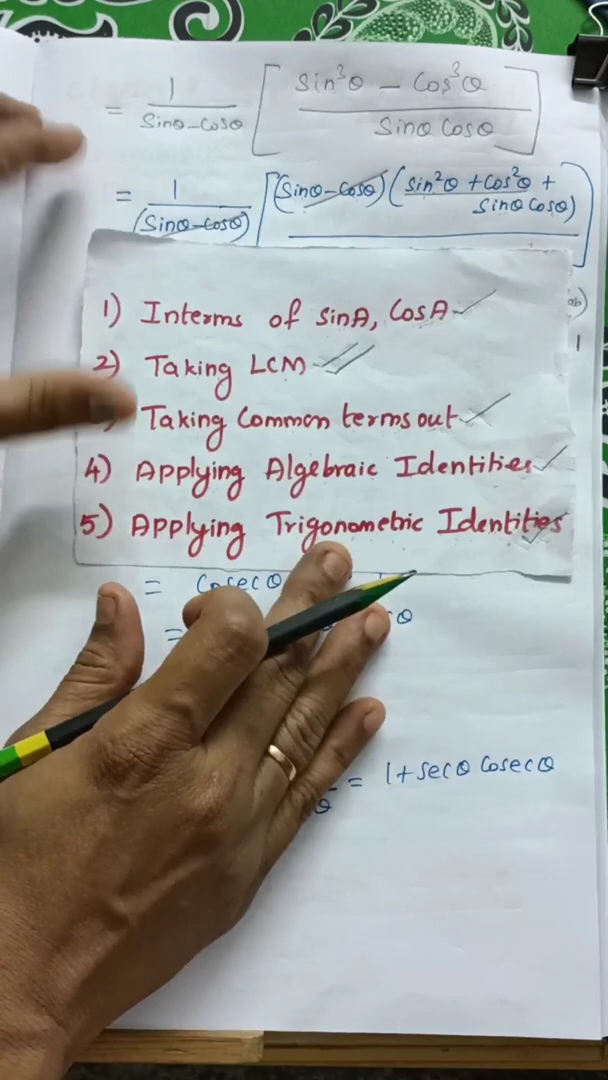 = 1/(Sinθ-Cosθ) [ (Sin³θ - Cos³θ)/(Sinθ Cosθ) ]
= 1/(Sinθ-Cosθ) [ (Sinθ-Cosθ)(Sin²θ + Cos²θ +
Sinθ Cosθ)
1) Interms of SinA, CosA
2) Taking LCM
Taking Common terms out
4) Applying Algebraic Identities
5) Applying Trigonometric Identities
= Cosecθ
=
= 1+secθ Cosecθ